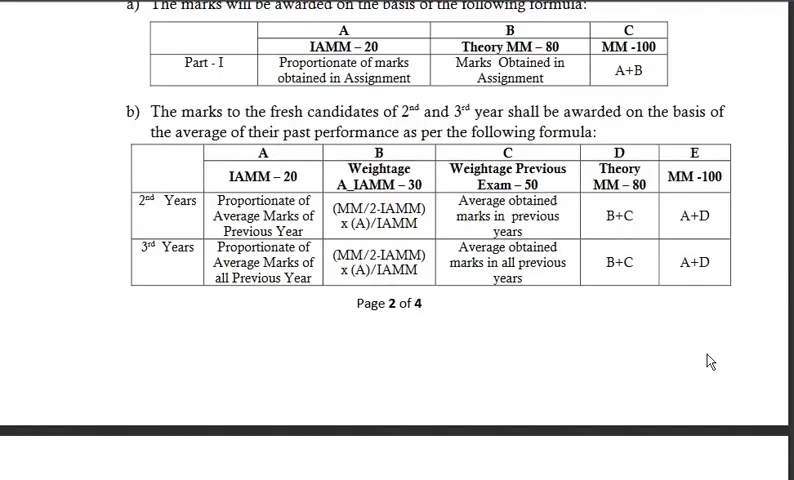 a) The marks will be awarded on the basis of the following formula:
A B C
IAMM – 20 Theory MM – 80 MM -100
Part - I Proportionate of marks Marks Obtained in A+B
obtained in Assignment Assignment
b) The marks to the fresh candidates of 2nd and 3rd year shall be awarded on the basis of
the average of their past performance as per the following formula:
A B C D E
IAMM – 20 Weightage Weightage Previous Theory MM -100
A_IAMM – 30 Exam – 50 MM – 80
2nd Years Proportionate of (MM/2-IAMM) Average obtained B+C A+D
Average Marks of x (A)/IAMM marks in previous
Previous Year years
3rd Years Proportionate of (MM/2-IAMM) Average obtained B+C A+D
Average Marks of x (A)/IAMM marks in all previous
all Previous Year years
Page 2 of 4